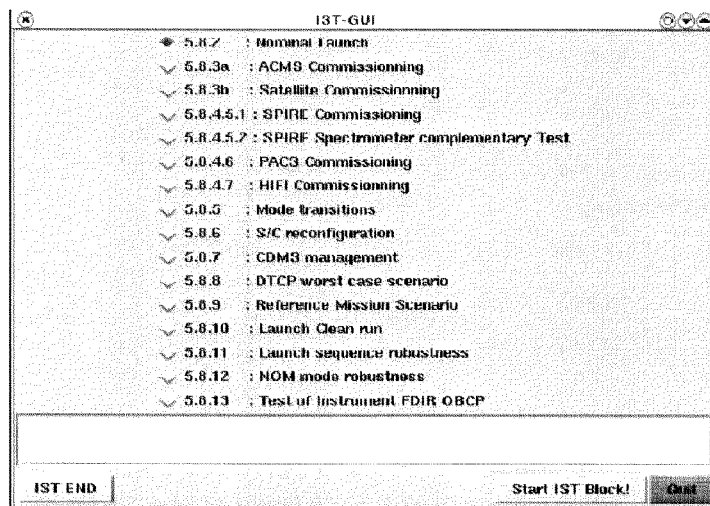 IST-GUI
5.8.2 : Nominal Launch
5.8.3a : ACMS Commissionning
5.8.3b : Satellite Commissionnning
5.8.4.5.1 : SPIRE Commissioning
5.8.4.5.2 : SPIRE Spectrometer complementary Test
5.8.4.6 : PACS Commissioning
5.8.4.7 : HIFI Commissionning
5.8.5 : Mode transitions
5.8.6 : S/C reconfiguration
5.8.7 : CDMS management
5.8.8 : DTCP worst case scenario
5.8.9 : Reference Mission Scenario
5.8.10 : Launch Clean run
5.8.11 : Launch sequence robustness
5.8.12 : NOM mode robustness
5.8.13 : Test of Instrument FDIR OBCP
IST END Start IST Block! Quit